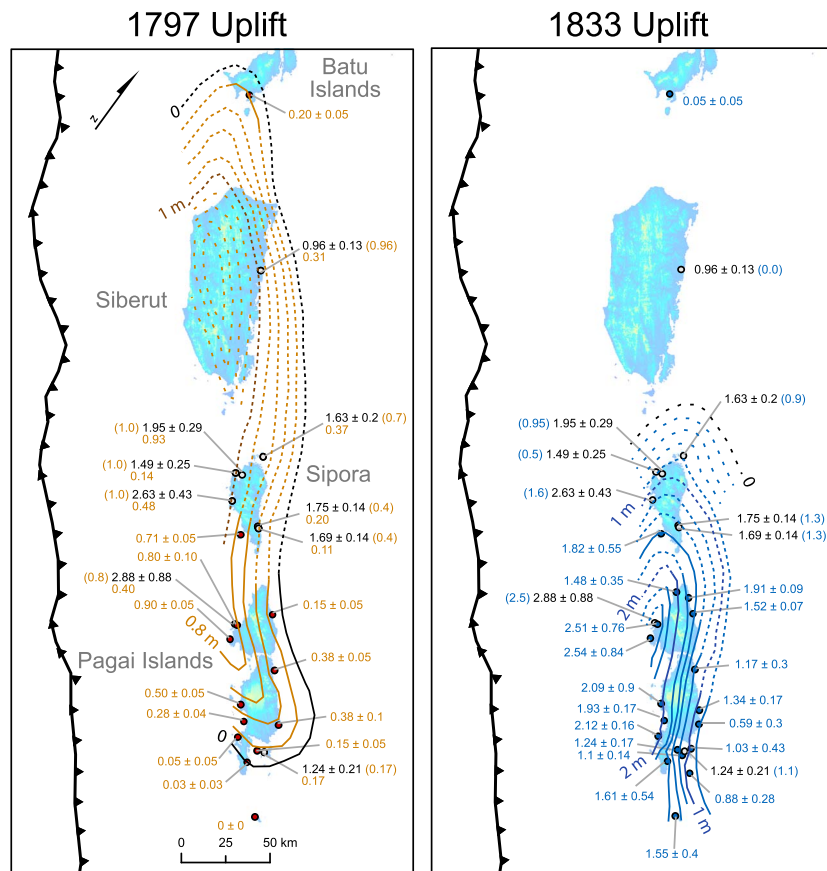 1797 Uplift
1833 Uplift
Batu
Islands
0
z
0.20 ± 0.05
1 m
0.96 ± 0.13 (0.96)
0.31
Siberut
1.63 ± 0.2 (0.7)
0.37
(1.0) 1.95 ± 0.29
0.93
(1.0) 1.49 ± 0.25
0.14
Sipora
(1.0) 2.63 ± 0.43
0.48
1.75 ± 0.14 (0.4)
0.20
0.71 ± 0.05
1.69 ± 0.14 (0.4)
0.11
0.80 ± 0.10
(0.8) 2.88 ± 0.88
0.40
0.90 ± 0.05
0.15 ± 0.05
0.8 m
0.38 ± 0.05
Pagai Islands
0.50 ± 0.05
0.28 ± 0.04
0.38 ± 0.1
0
0.05 ± 0.05
0.15 ± 0.05
1.24 ± 0.21 (0.17)
0.17
0.03 ± 0.03
0 ± 0
0 25 50 km
0.05 ± 0.05
0.96 ± 0.13 (0.0)
1.63 ± 0.2 (0.9)
(0.95) 1.95 ± 0.29
(0.5) 1.49 ± 0.25
0
(1.6) 2.63 ± 0.43
1 m
1.75 ± 0.14 (1.3)
1.69 ± 0.14 (1.3)
1.82 ± 0.55
1.48 ± 0.35
1.91 ± 0.09
(2.5) 2.88 ± 0.88
2 m
1.52 ± 0.07
2.51 ± 0.76
2.54 ± 0.84
1.17 ± 0.3
2.09 ± 0.9
1.34 ± 0.17
1.93 ± 0.17
0.59 ± 0.3
2.12 ± 0.16
1.24 ± 0.17
1.03 ± 0.43
1.1 ± 0.14
2 m
1.24 ± 0.21 (1.1)
1.61 ± 0.54
0.88 ± 0.28
1 m
1.55 ± 0.4